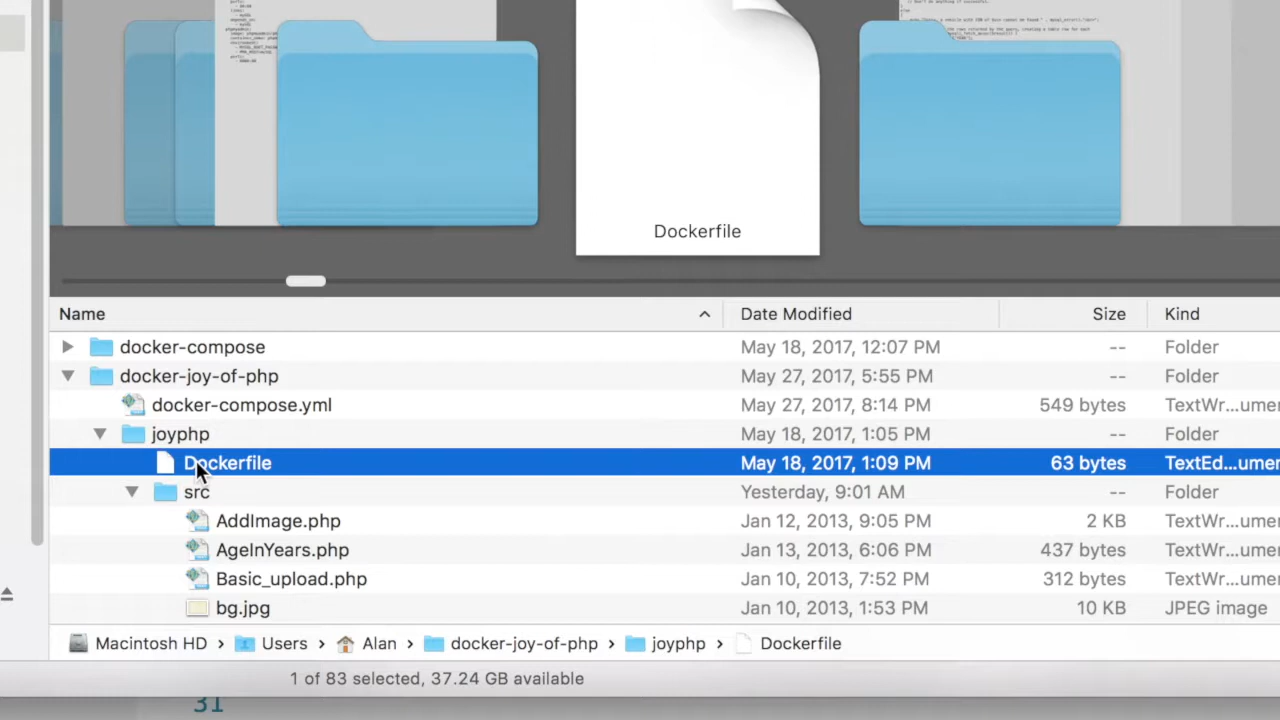 Dockerfile
Name Date Modified Size Kind
docker-compose May 18, 2017, 12:07 PM -- Folder
docker-joy-of-php May 27, 2017, 5:55 PM -- Folder
docker-compose.yml May 27, 2017, 8:14 PM 549 bytes TextWr...umen
joyphp May 18, 2017, 1:05 PM -- Folder
Dockerfile May 18, 2017, 1:09 PM 63 bytes TextEd...umen
src Yesterday, 9:01 AM -- Folder
AddImage.php Jan 12, 2013, 9:05 PM 2 KB TextWr...umen
AgeInYears.php Jan 13, 2013, 6:06 PM 437 bytes TextWr...umen
Basic_upload.php Jan 10, 2013, 7:52 PM 312 bytes TextWr...umen
bg.jpg Jan 10, 2013, 1:53 PM 10 KB JPEG image
Macintosh HD › Users › Alan › docker-joy-of-php › joyphp › Dockerfile
1 of 83 selected, 37.24 GB available
31